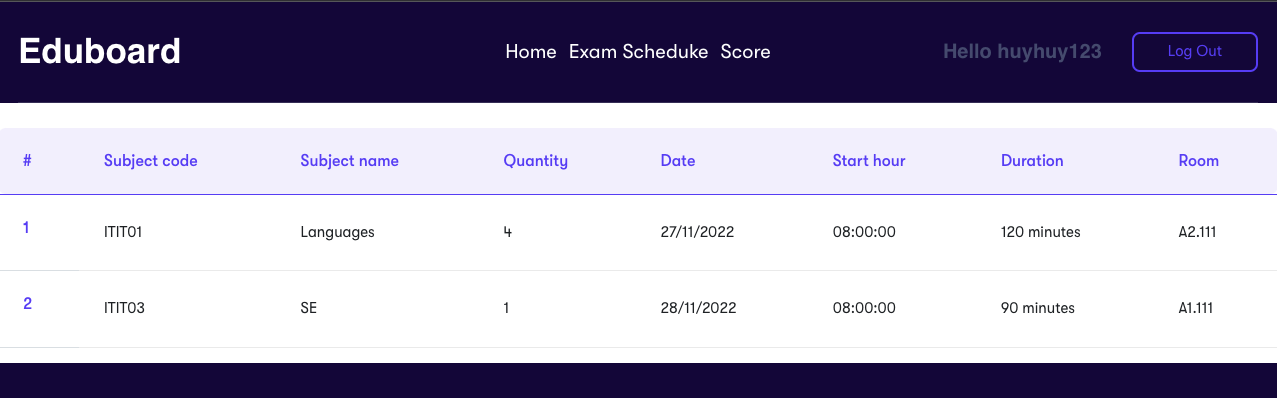 Eduboard Home Exam Scheduke Score Hello huyhuy123 Log Out
# Subject code Subject name Quantity Date Start hour Duration Room
1 ITIT01 Languages 4 27/11/2022 08:00:00 120 minutes A2.111
2 ITIT03 SE 1 28/11/2022 08:00:00 90 minutes A1.111